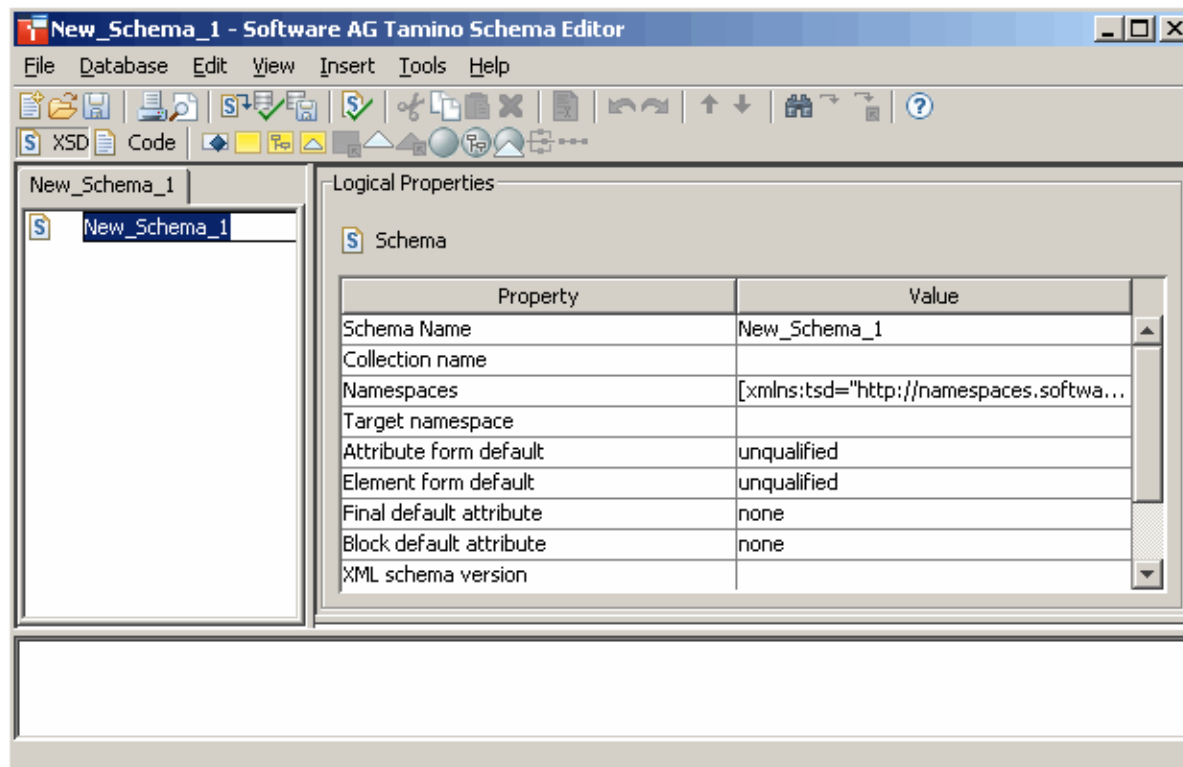 New_Schema_1 - Software AG Tamino Schema Editor
File Database Edit View Insert Tools Help
XSD Code
New_Schema_1
New_Schema_1
Logical Properties
Schema
Property Value
Schema Name New_Schema_1
Collection name
Namespaces [xmlns:tsd="http://namespaces.softwa...
Target namespace
Attribute form default unqualified
Element form default unqualified
Final default attribute none
Block default attribute none
XML schema version